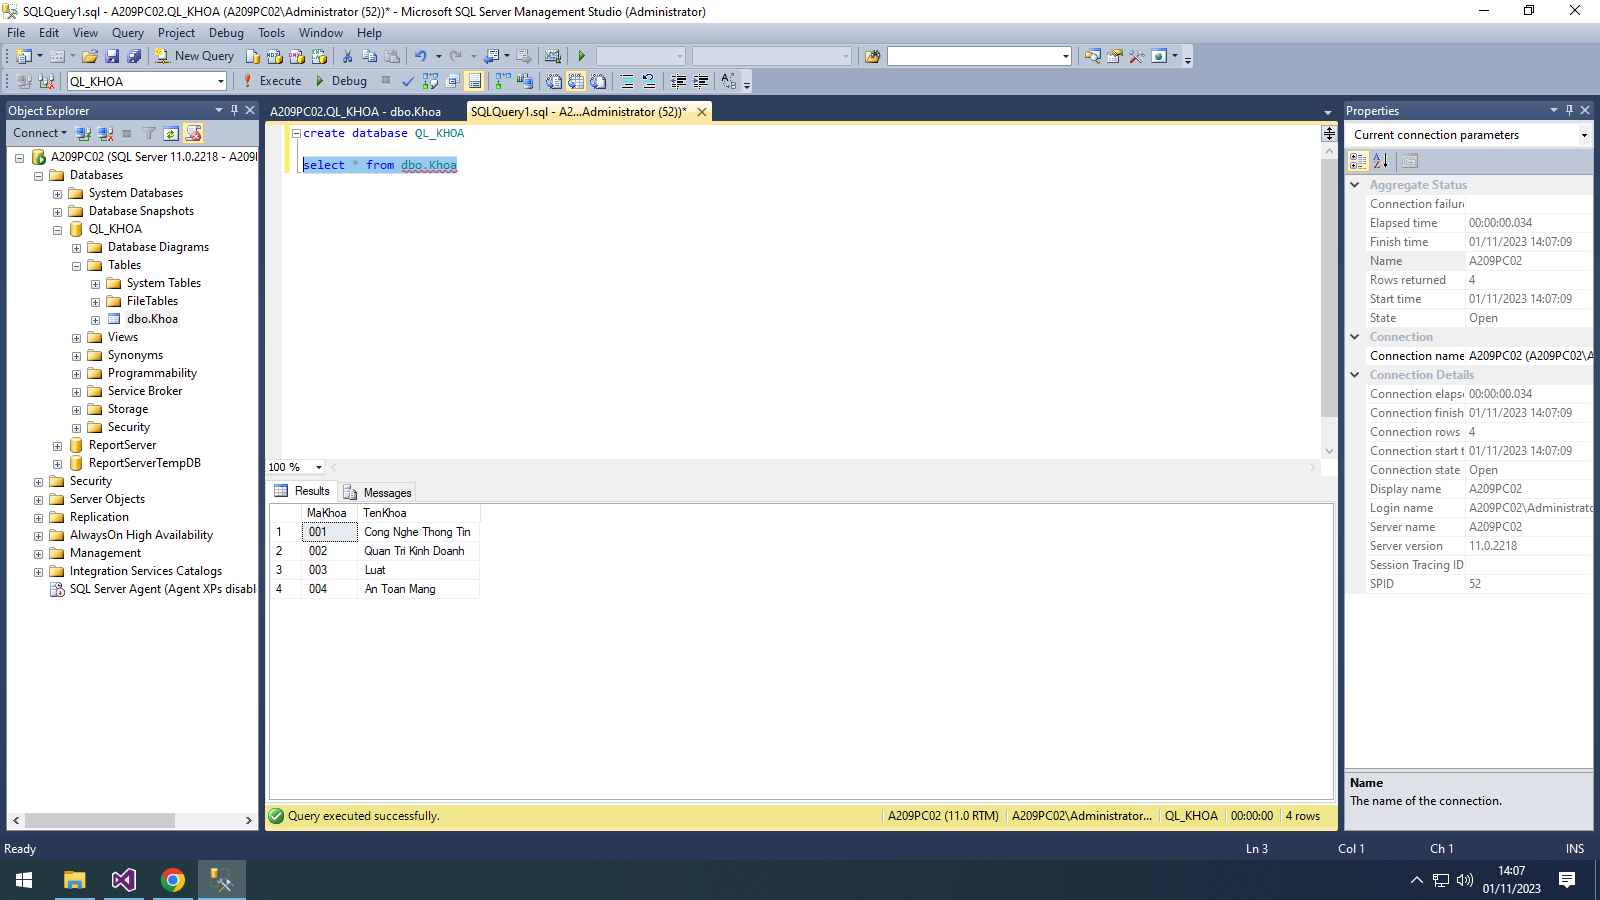 SQLQuery1.sql - A209PC02.QL_KHOA (A209PC02\Administrator (52))* - Microsoft SQL Server Management Studio (Administrator)
File Edit View Query Project Debug Tools Window Help
New Query
QL_KHOA Execute Debug
Object Explorer
Connect
A209PC02 (SQL Server 11.0.2218 - A209
Databases
System Databases
Database Snapshots
QL_KHOA
Database Diagrams
Tables
System Tables
FileTables
dbo.Khoa
Views
Synonyms
Programmability
Service Broker
Storage
Security
ReportServer
ReportServerTempDB
Security
Server Objects
Replication
AlwaysOn High Availability
Management
Integration Services Catalogs
SQL Server Agent (Agent XPs disabl
A209PC02.QL_KHOA - dbo.Khoa
SQLQuery1.sql - A2...Administrator (52))*
create database QL_KHOA
select * from dbo.Khoa
100 %
Results Messages
MaKhoa TenKhoa
1 001 Cong Nghe Thong Tin
2 002 Quan Tri Kinh Doanh
3 003 Luat
4 004 An Toan Mang
Query executed successfully. A209PC02 (11.0 RTM) A209PC02\Administrator... QL_KHOA 00:00:00 4 rows
Properties
Current connection parameters
Aggregate Status
Connection failure
Elapsed time 00:00:00.034
Finish time 01/11/2023 14:07:09
Name A209PC02
Rows returned 4
Start time 01/11/2023 14:07:09
State Open
Connection
Connection name A209PC02 (A209PC02\A
Connection Details
Connection elapse 00:00:00.034
Connection finish 01/11/2023 14:07:09
Connection rows 4
Connection start t 01/11/2023 14:07:09
Connection state Open
Display name A209PC02
Login name A209PC02\Administrato
Server name A209PC02
Server version 11.0.2218
Session Tracing ID
SPID 52
Name
The name of the connection.
Ready Ln 3 Col 1 Ch 1 INS
14:07
01/11/2023